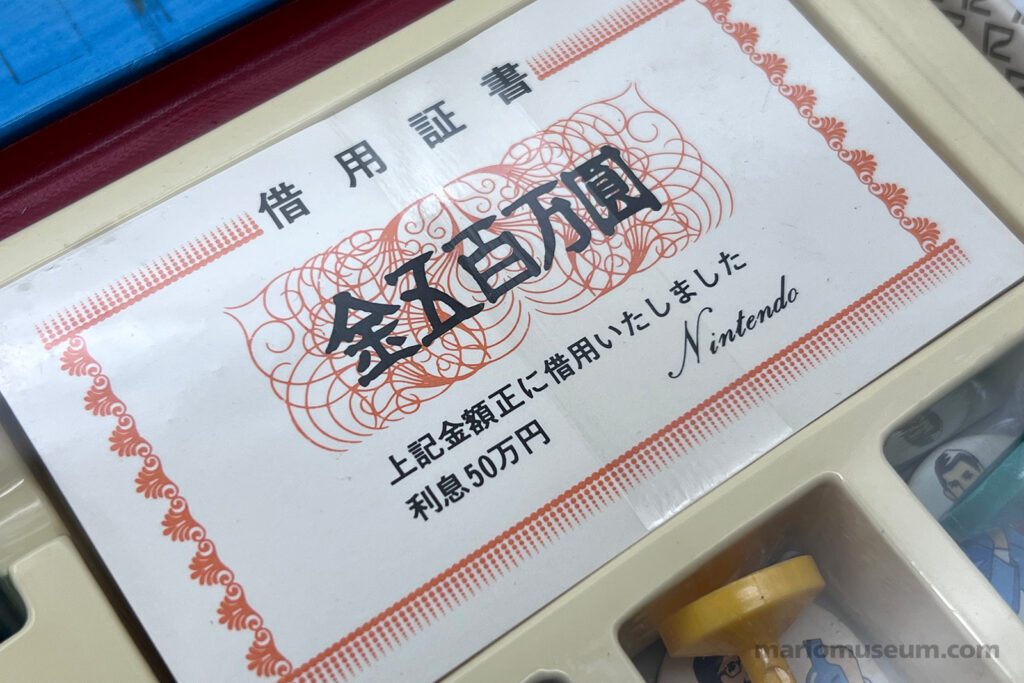 借用証書
金五百万圓
上記金額正に借用いたしました
利息50万円
Nintendo
mariomuseum.com